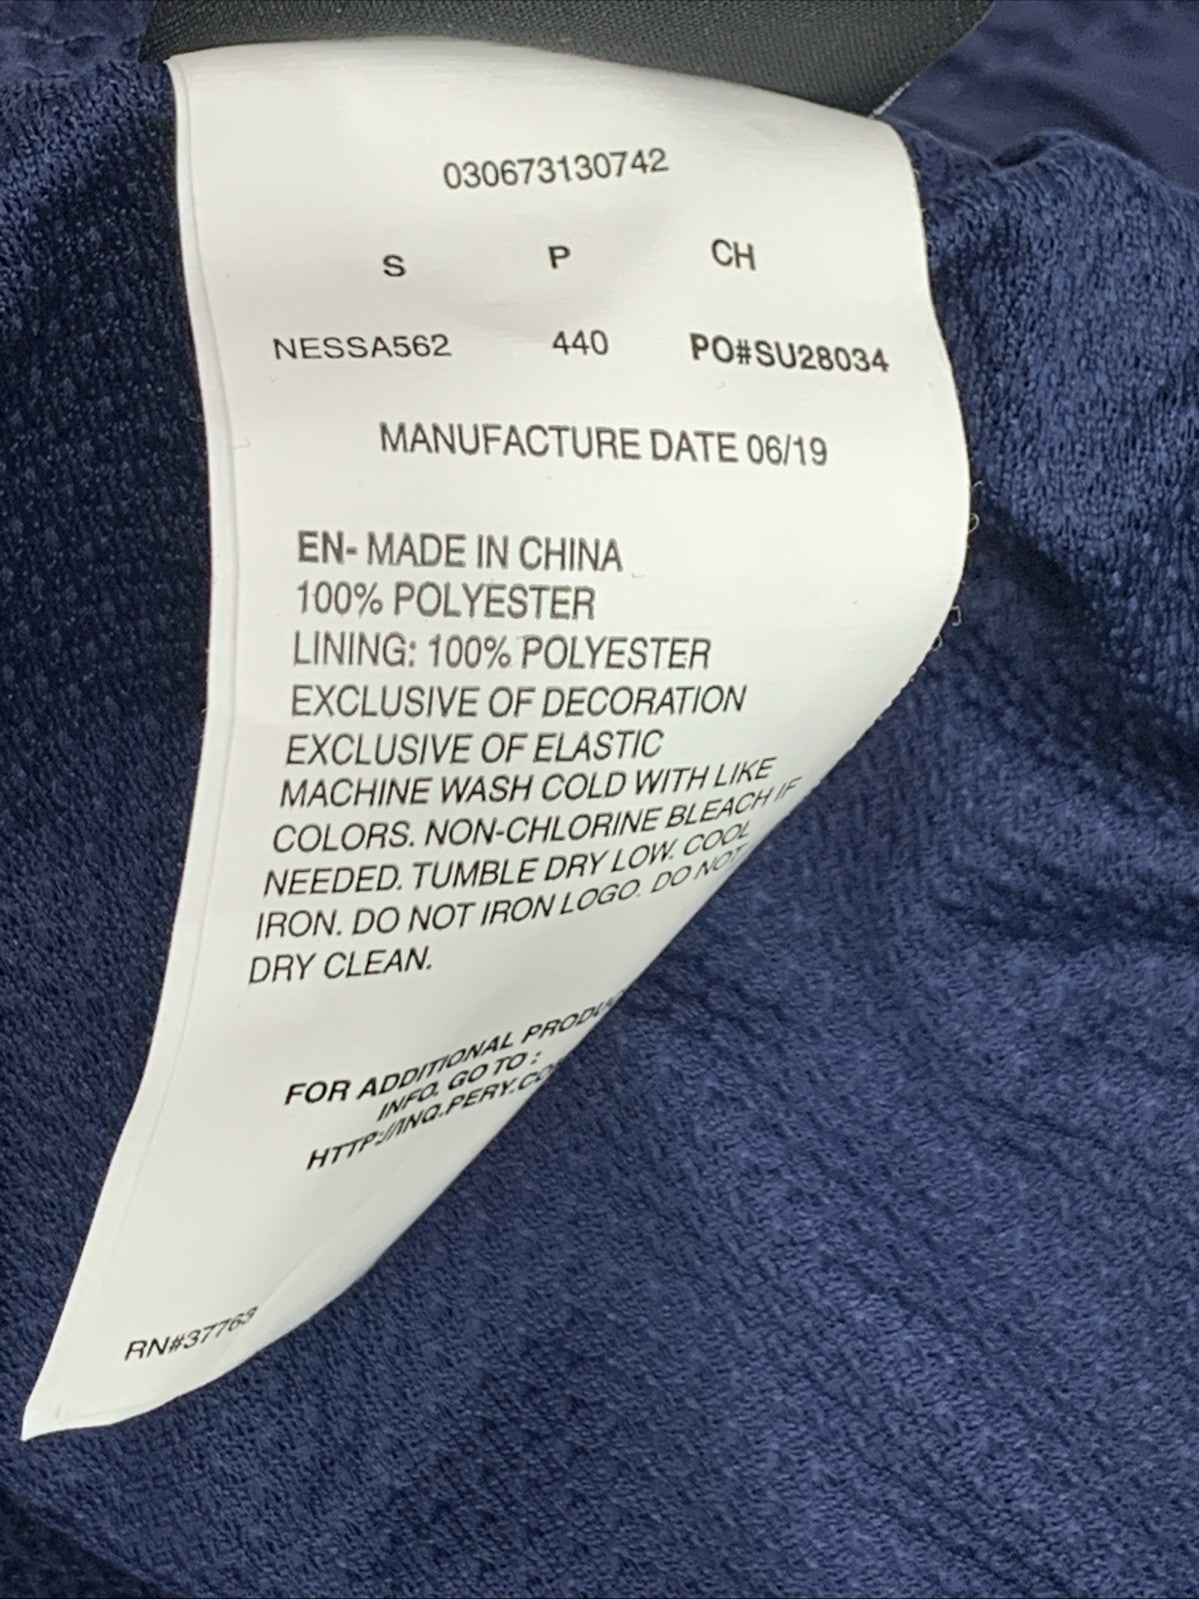 030673130742
S P CH
NESSA562 440 PO#SU28034
MANUFACTURE DATE 06/19
EN- MADE IN CHINA
100% POLYESTER
LINING: 100% POLYESTER
EXCLUSIVE OF DECORATION
EXCLUSIVE OF ELASTIC
MACHINE WASH COLD WITH LIKE
COLORS. NON-CHLORINE BLEACH IF
NEEDED. TUMBLE DRY LOW. COOL
IRON. DO NOT IRON LOGO. DO NOT
DRY CLEAN.
FOR ADDITIONAL
INFO, GO TO :
RN#37763